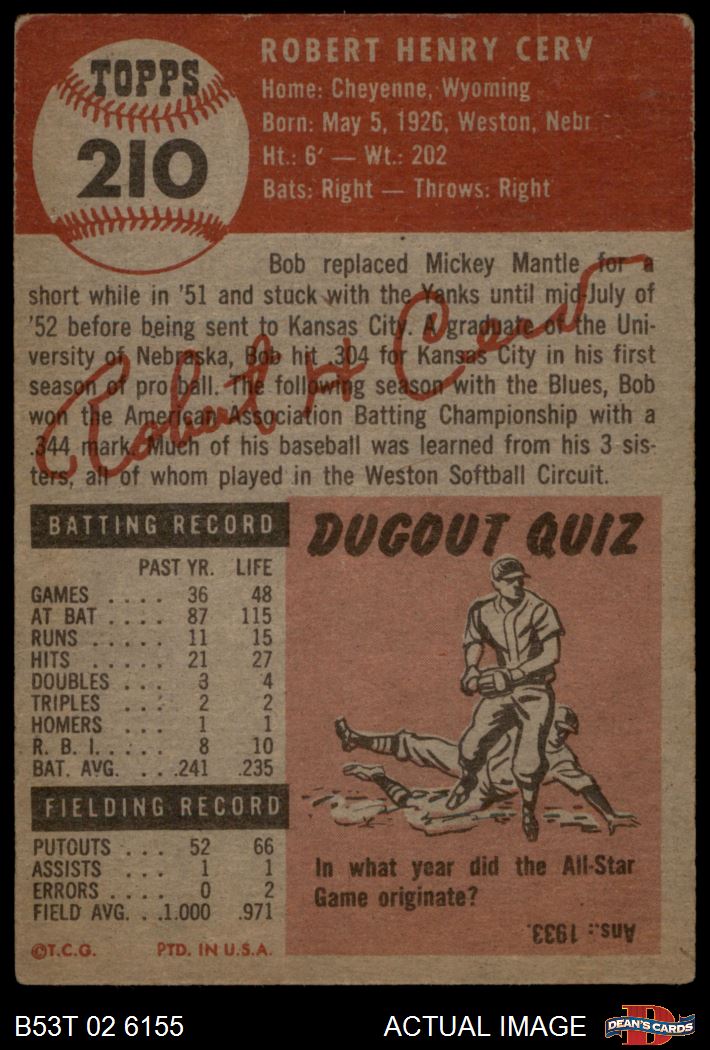 TOPPS
210
ROBERT HENRY CERV
Home: Cheyenne, Wyoming
Born: May 5, 1926, Weston, Nebr
Ht.: 6' — Wt.: 202
Bats: Right — Throws: Right
Bob replaced Mickey Mantle for a
short while in '51 and stuck with the Yanks until mid-July of
'52 before being sent to Kansas City. A graduate of the Uni-
versity of Nebraska, Bob hit .304 for Kansas City in his first
season of pro ball. The following season with the Blues, Bob
won the American Association Batting Championship with a
.344 mark. Much of his baseball was learned from his 3 sis-
ters, all of whom played in the Weston Softball Circuit.
Robert H Cerv
BATTING RECORD
PAST YR. LIFE
GAMES .... 36 48
AT BAT .... 87 115
RUNS ..... 11 15
HITS ..... 21 27
DOUBLES ... 3 4
TRIPLES ... 2 2
HOMERS ... 1 1
R. B. I. .... 8 10
BAT. AVG. ...241 .235
FIELDING RECORD
PUTOUTS ... 52 66
ASSISTS ... 1 1
ERRORS .... 0 2
FIELD AVG. ..1.000 .971
©T.C.G. PTD. IN U.S.A.
DUGOUT QUIZ
In what year did the All-Star
Game originate?
Ans.: 1933.
B53T 02 6155
ACTUAL IMAGE
D
DEAN'S CARDS